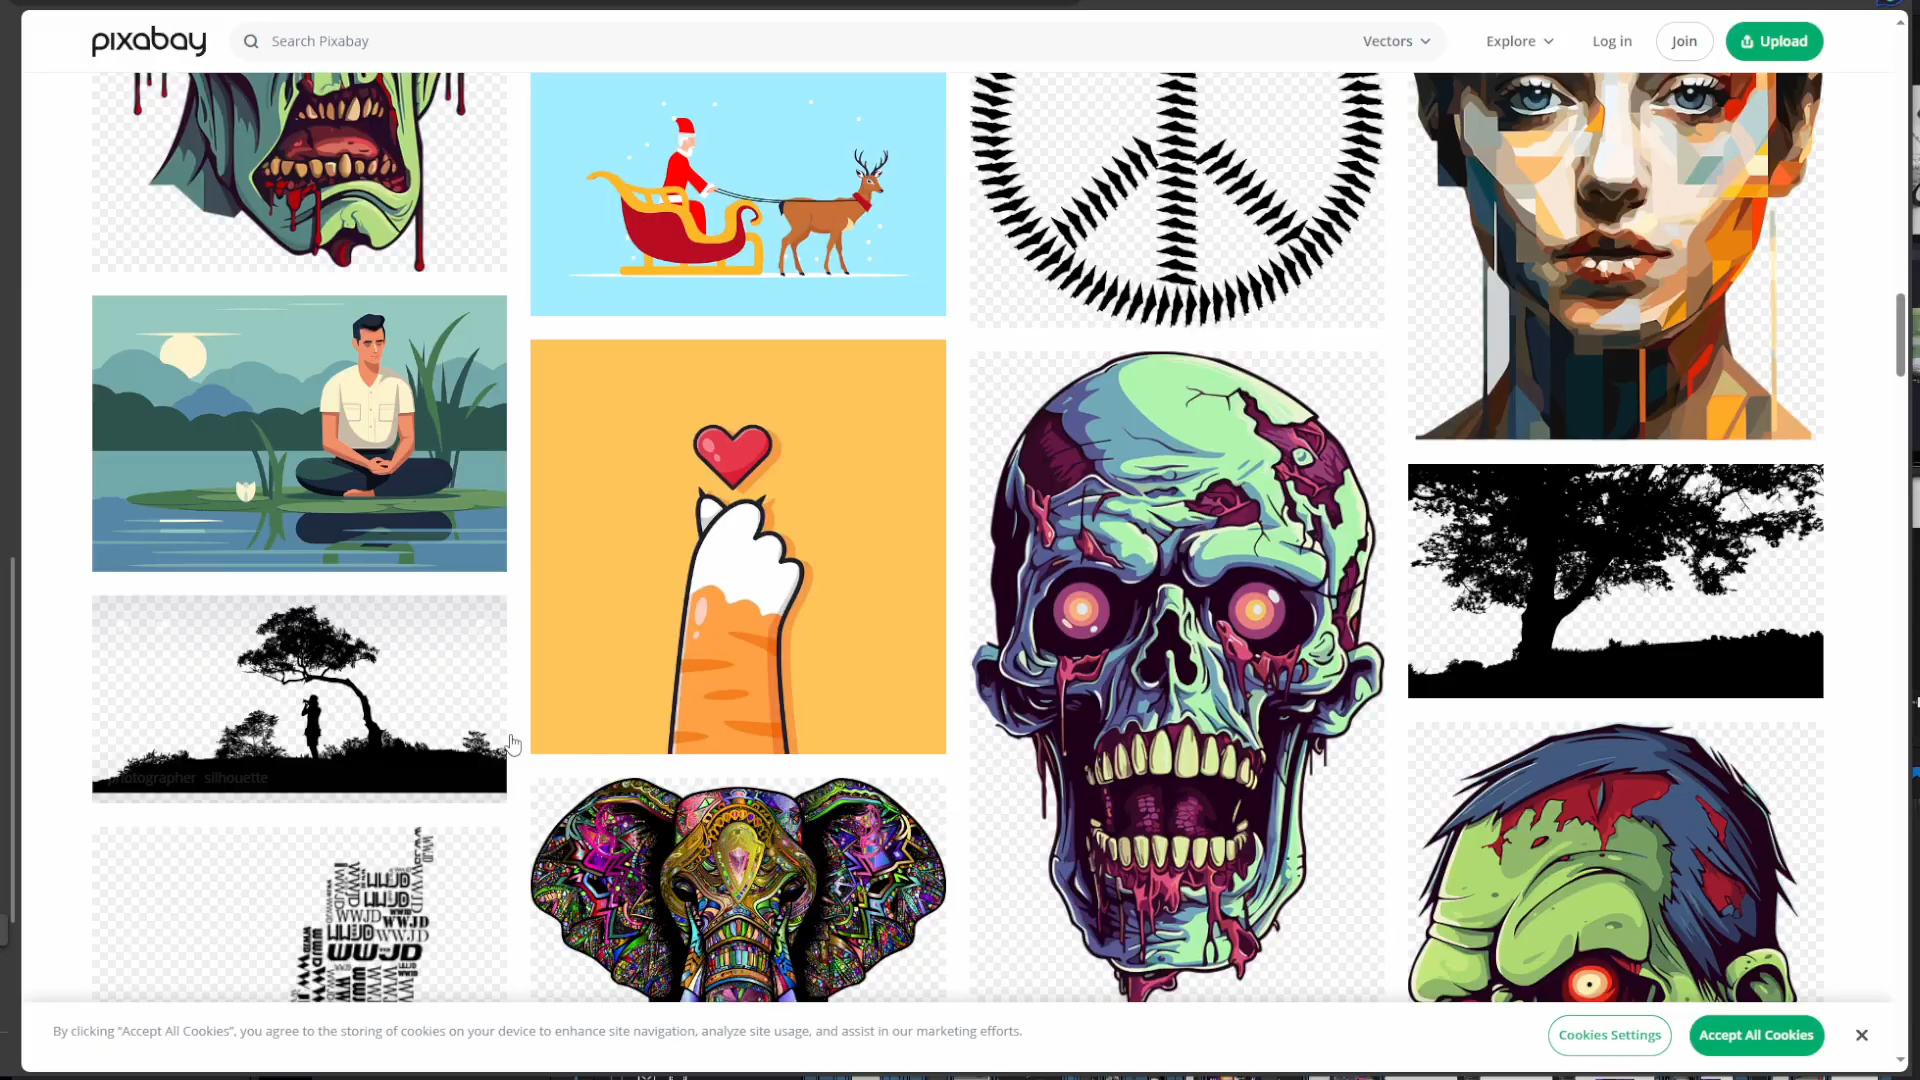 pixabay
Search Pixabay
Vectors
Explore
Log in
Join
Upload
photographer silhouette
WWJD
WWJD
WWJD
WWJD
WWJD
WWJD
By clicking “Accept All Cookies”, you agree to the storing of cookies on your device to enhance site navigation, analyze site usage, and assist in our marketing efforts.
Cookies Settings
Accept All Cookies